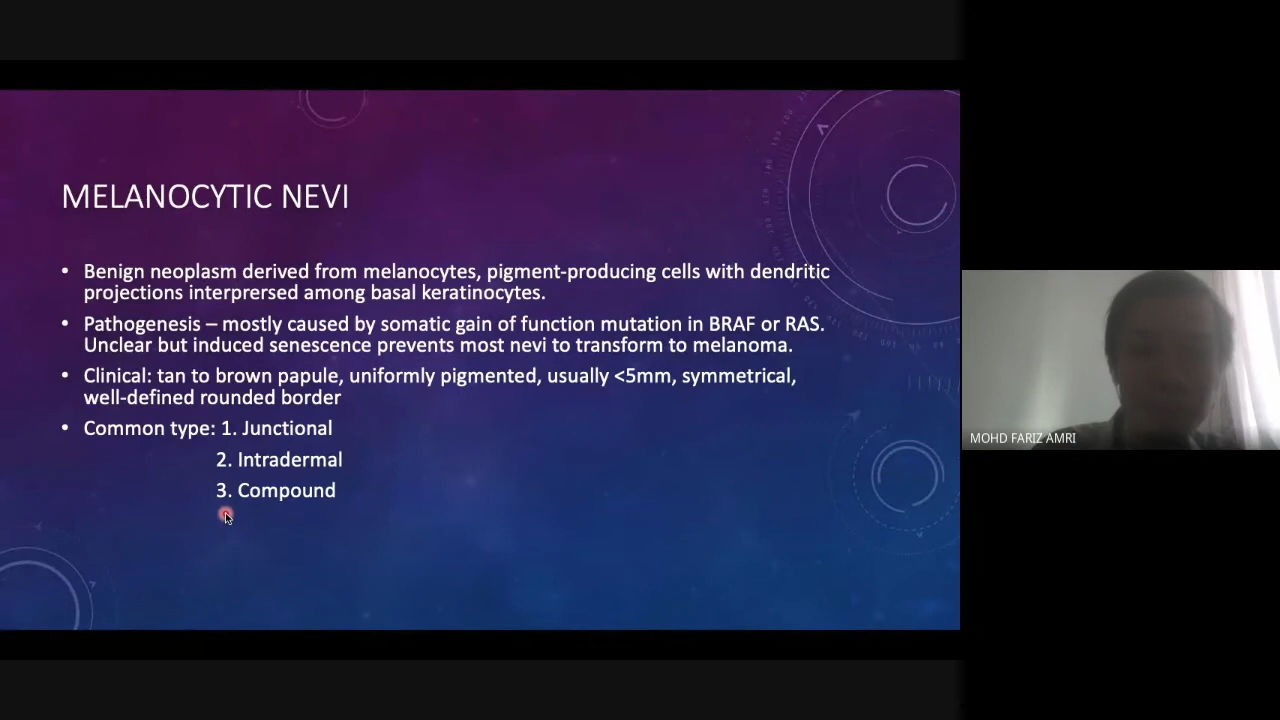 MELANOCYTIC NEVI
• Benign neoplasm derived from melanocytes, pigment-producing cells with dendritic
projections interprersed among basal keratinocytes.
• Pathogenesis – mostly caused by somatic gain of function mutation in BRAF or RAS.
Unclear but induced senescence prevents most nevi to transform to melanoma.
• Clinical: tan to brown papule, uniformly pigmented, usually <5mm, symmetrical,
well-defined rounded border
• Common type: 1. Junctional
2. Intradermal
3. Compound
MOHD FARIZ AMRI